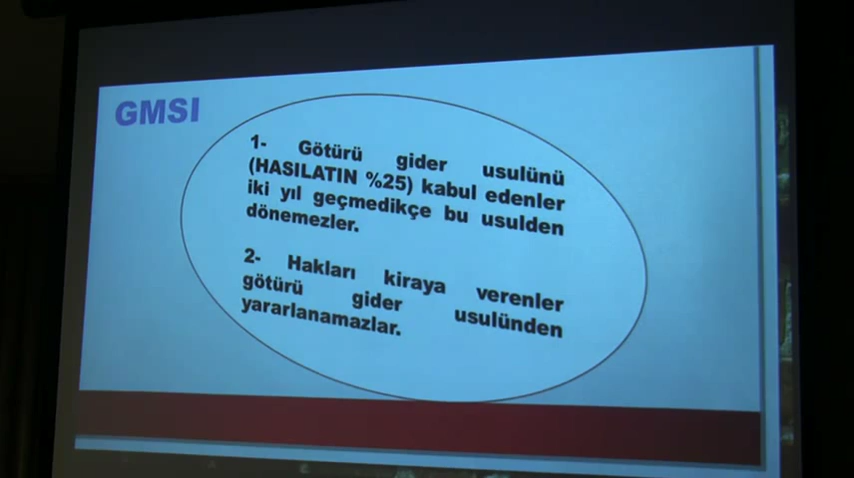 GMSI
1- Götürü gider usulünü
(HASILATIN %25) kabul edenler
iki yıl geçmedikçe bu usulden
dönemezler.
2- Hakları kiraya verenler
götürü gider usulünden
yararlanamazlar.